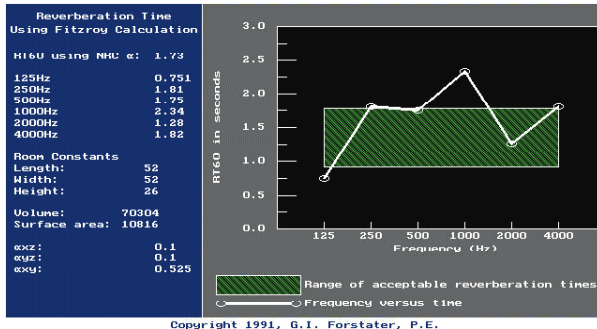 Reverberation Time
Using Fitzroy Calculation
RT60 using NRC α: 1.73
125Hz 0.751
250Hz 1.81
500Hz 1.75
1000Hz 2.34
2000Hz 1.28
4000Hz 1.82
Room Constants
Length: 52
Width: 52
Height: 26
Volume: 70304
Surface area: 10816
αxz: 0.1
αyz: 0.1
αxy: 0.525
RT60 in seconds
3.0
2.5
2.0
1.5
1.0
0.5
0.0
125 250 500 1000 2000 4000
Frequency (Hz)
Range of acceptable reverberation times
Frequency versus time
Copyright 1991, G.I. Forstater, P.E.